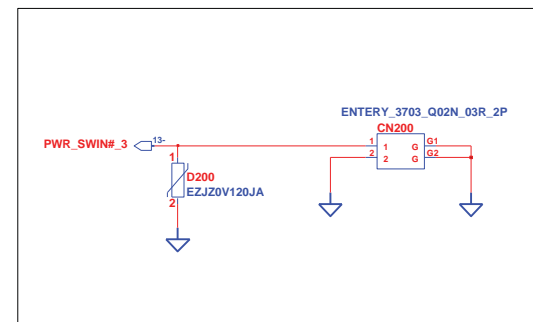 ENTERY_3703_Q02N_03R_2P
CN200
PWR_SWIN#_3 13- 1 1 G G1
2 2 G G2
1
D200
EZJZ0V120JA
2